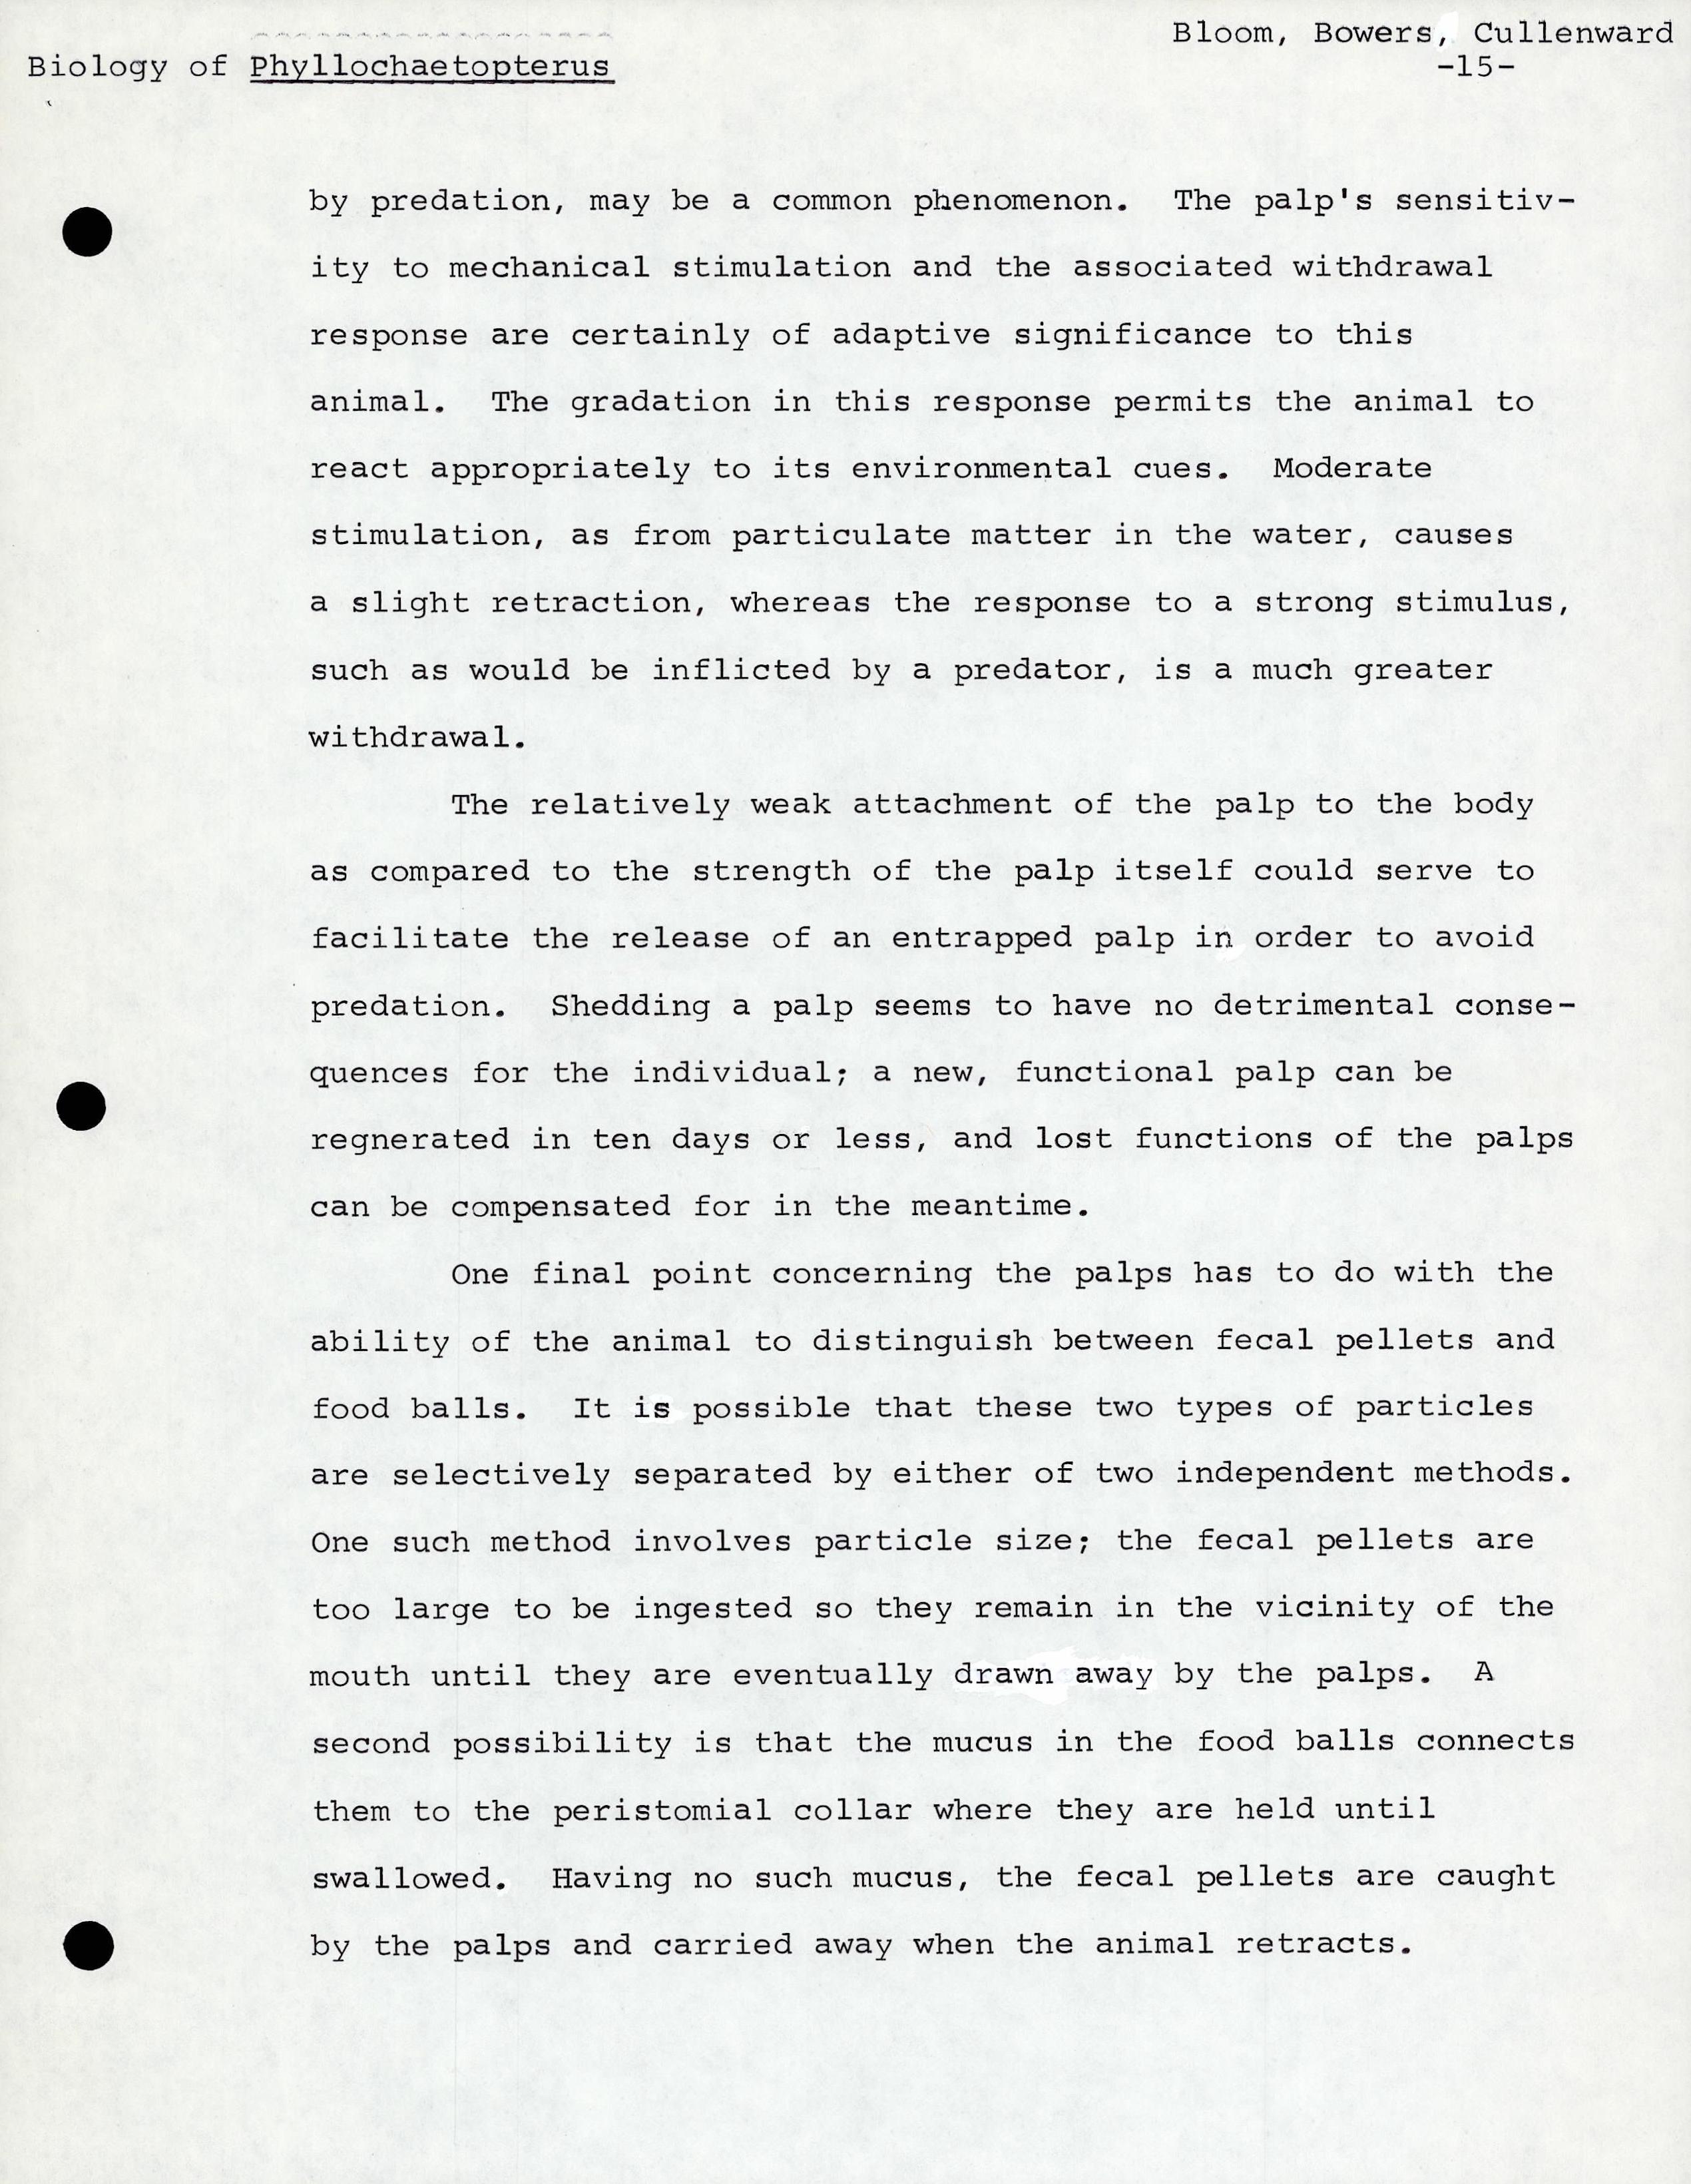 Bloom, Bowers, Cullenward
Biology of Phyllochaetopterus
-15-
by predation, may be a common phenomenon.  The palp's sensitiv-
ity to mechanical stimulation and the associated withdrawal
response are certainly of adaptive significance to this
animal.  The gradation in this response permits the animal to
react appropriately to its environmental cues.  Moderate
stimulation, as from particulate matter in the water, causes
a slight retraction, whereas the response to a strong stimulus,
such as would be inflicted by a predator, is a much greater
withdrawal.
The relatively weak attachment of the palp to the body
as compared to the strength of the palp itself could serve to
facilitate the release of an entrapped palp in order to avoid
predation.  Shedding a palp seems to have no detrimental conse-
quences for the individual; a new, functional palp can be
regnerated in ten days or less, and lost functions of the palps
can be compensated for in the meantime.
One final point concerning the palps has to do with the
ability of the animal to distinguish between fecal pellets and
food balls.  It is possible that these two types of particles
are selectively separated by either of two independent methods.
One such method involves particle size; the fecal pellets are
too large to be ingested so they remain in the vicinity of the
mouth until they are eventually drawn away by the palps.  A
second possibility is that the mucus in the food balls connects
them to the peristomial collar where they are held until
swallowed.  Having no such mucus, the fecal pellets are caught
by the palps and carried away when the animal retracts.